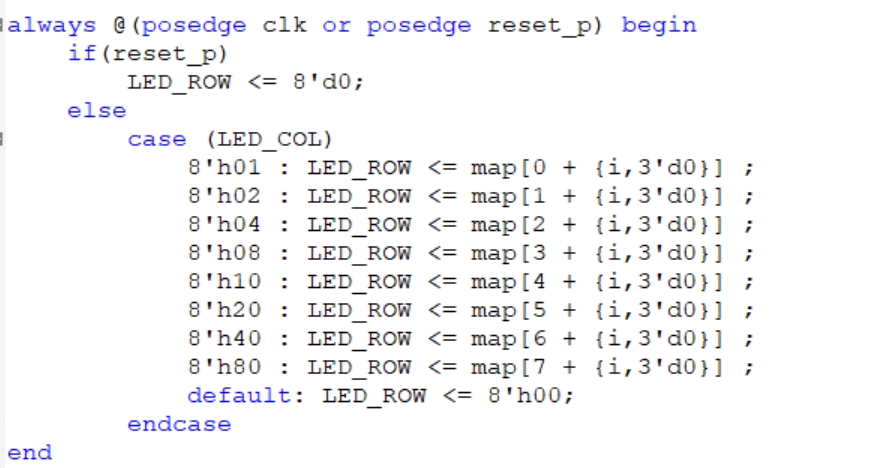 always @(posedge clk or posedge reset_p) begin
if(reset_p)
LED_ROW <= 8'd0;
else
case (LED_COL)
8'h01 : LED_ROW <= map[0 + {i,3'd0}] ;
8'h02 : LED_ROW <= map[1 + {i,3'd0}] ;
8'h04 : LED_ROW <= map[2 + {i,3'd0}] ;
8'h08 : LED_ROW <= map[3 + {i,3'd0}] ;
8'h10 : LED_ROW <= map[4 + {i,3'd0}] ;
8'h20 : LED_ROW <= map[5 + {i,3'd0}] ;
8'h40 : LED_ROW <= map[6 + {i,3'd0}] ;
8'h80 : LED_ROW <= map[7 + {i,3'd0}] ;
default: LED_ROW <= 8'h00;
endcase
end